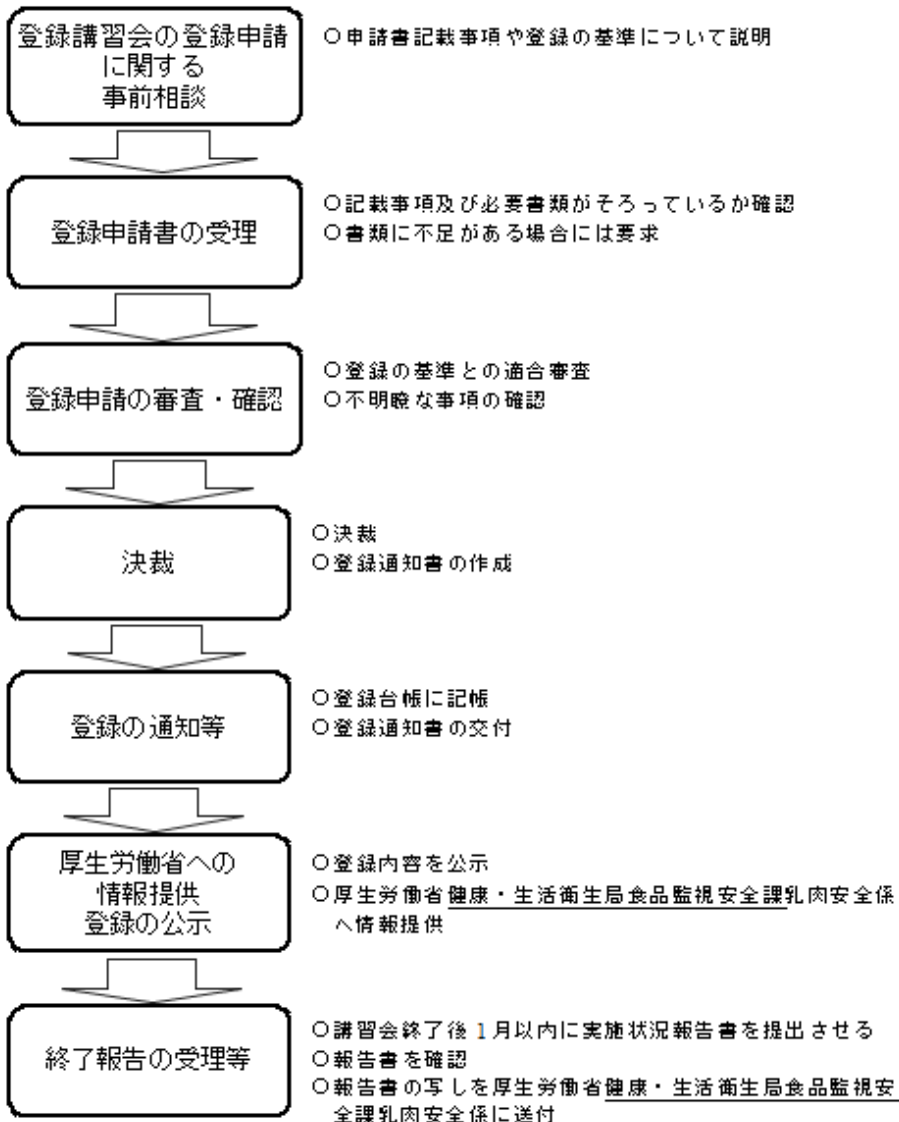 登録講習会の登録申請
に関する
事前相談
○申請書記載事項や登録の基準について説明
登録申請書の受理
○記載事項及び必要書類がそろっているか確認
○書類に不足がある場合には要求
登録申請の審査・確認
○登録の基準との適合審査
○不明瞭な事項の確認
決裁
○決裁
○登録通知書の作成
登録の通知等
○登録台帳に記帳
○登録通知書の交付
厚生労働省への
情報提供
登録の公示
○登録内容を公示
○厚生労働省健康・生活衛生局食品監視安全課乳肉安全係
へ情報提供
終了報告の受理等
○講習会終了後1月以内に実施状況報告書を提出させる
○報告書を確認
○報告書の写しを厚生労働省健康・生活衛生局食品監視安
全課乳肉安全係に送付